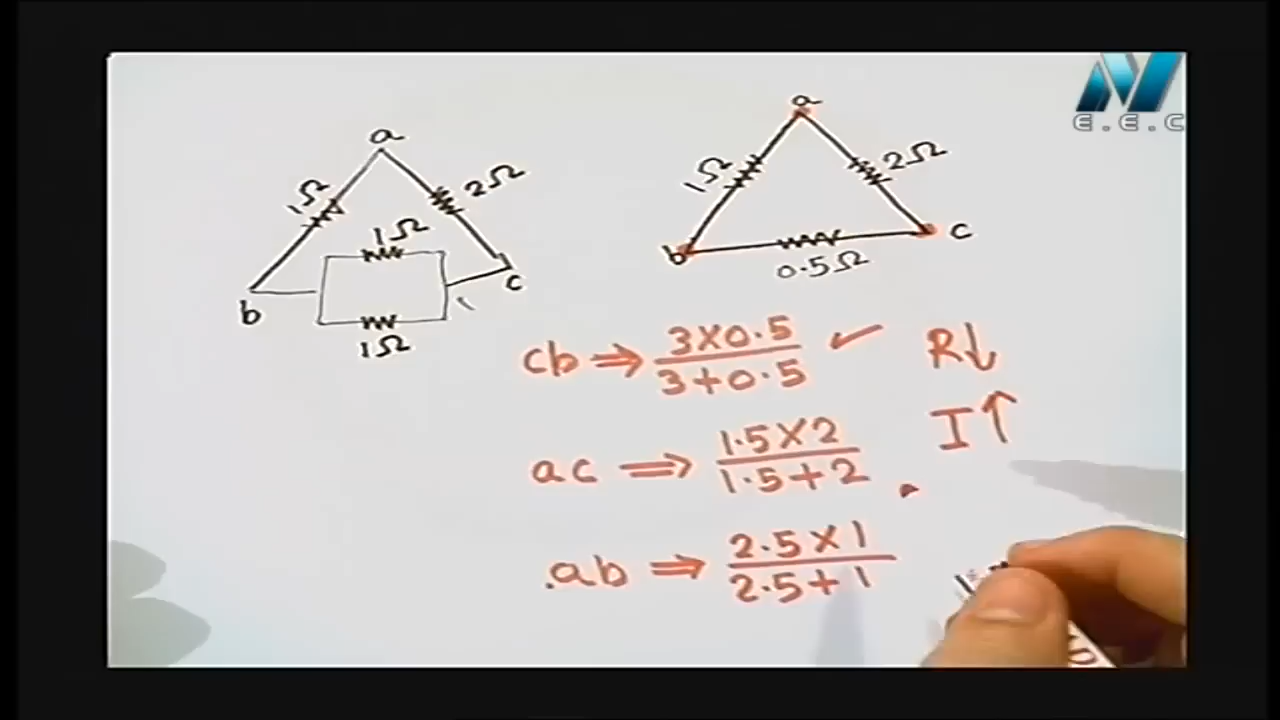 E.E.C
a
1Ω
2Ω
1Ω
b
c
1Ω
a
1Ω
2Ω
b
c
0.5Ω
cb ⇒ 3×0.5 / 3+0.5 ✓
R↓
I↑
ac ⇒ 1.5×2 / 1.5+2
.ab ⇒ 2.5×1 / 2.5+1